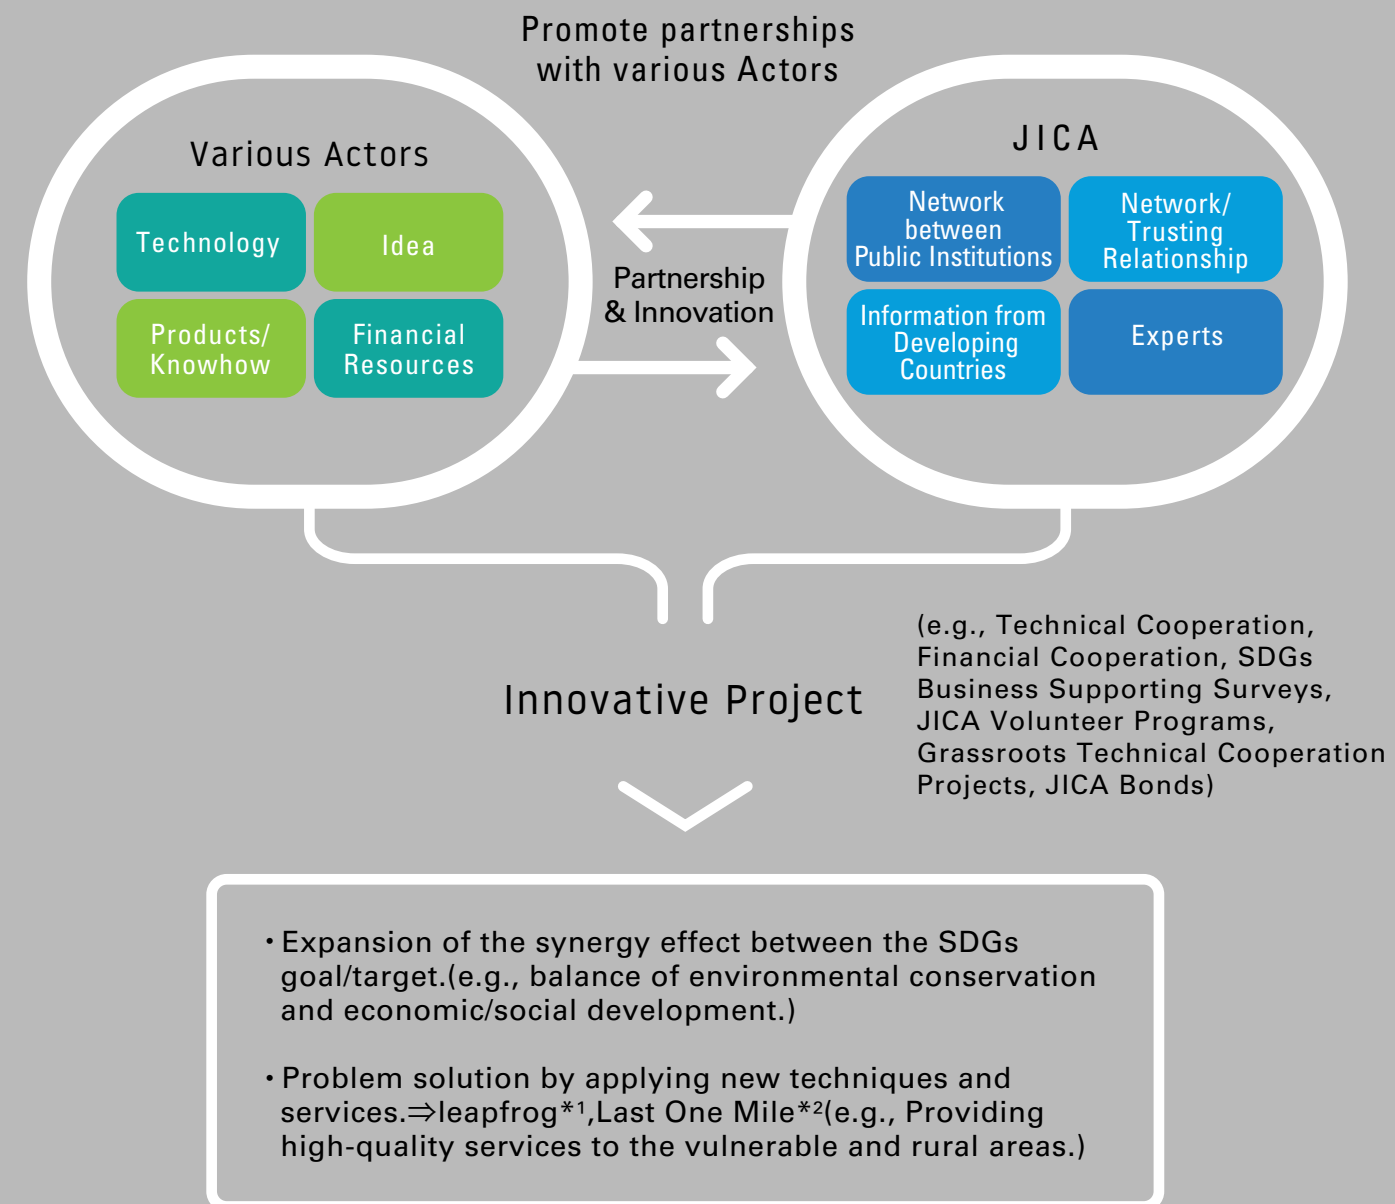 Promote partnerships
with various Actors
Various Actors
Technology
Idea
Products/
Knowhow
Financial
Resources
Partnership
& Innovation
JICA
Network
between
Public Institutions
Network/
Trusting
Relationship
Information from
Developing
Countries
Experts
Innovative Project
(e.g., Technical Cooperation,
Financial Cooperation, SDGs
Business Supporting Surveys,
JICA Volunteer Programs,
Grassroots Technical Cooperation
Projects, JICA Bonds)
・Expansion of the synergy effect between the SDGs
goal/target.(e.g., balance of environmental conservation
and economic/social development.)
・Problem solution by applying new techniques and
services.⇒leapfrog*¹,Last One Mile*²(e.g., Providing
high-quality services to the vulnerable and rural areas.)